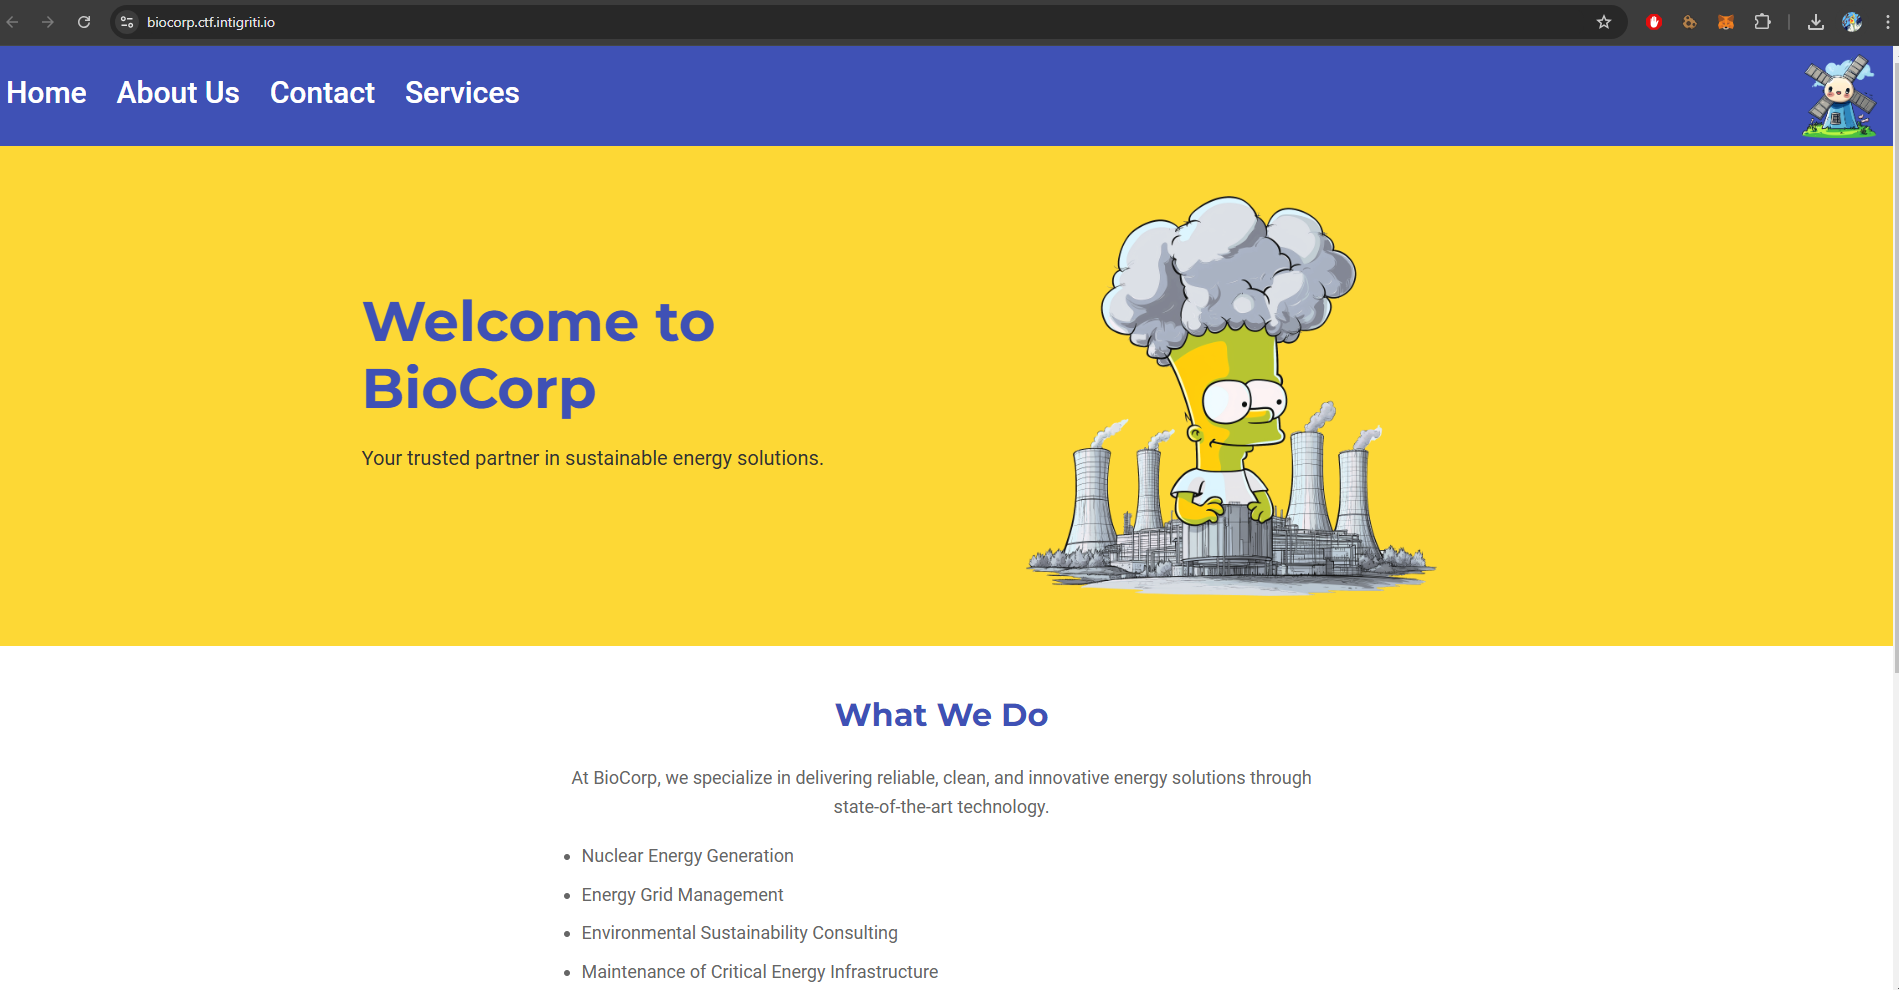 biocorp.ctf.intigriti.io
Home About Us Contact Services
Welcome to
BioCorp
Your trusted partner in sustainable energy solutions.
What We Do
At BioCorp, we specialize in delivering reliable, clean, and innovative energy solutions through
state-of-the-art technology.
• Nuclear Energy Generation
• Energy Grid Management
• Environmental Sustainability Consulting
• Maintenance of Critical Energy Infrastructure